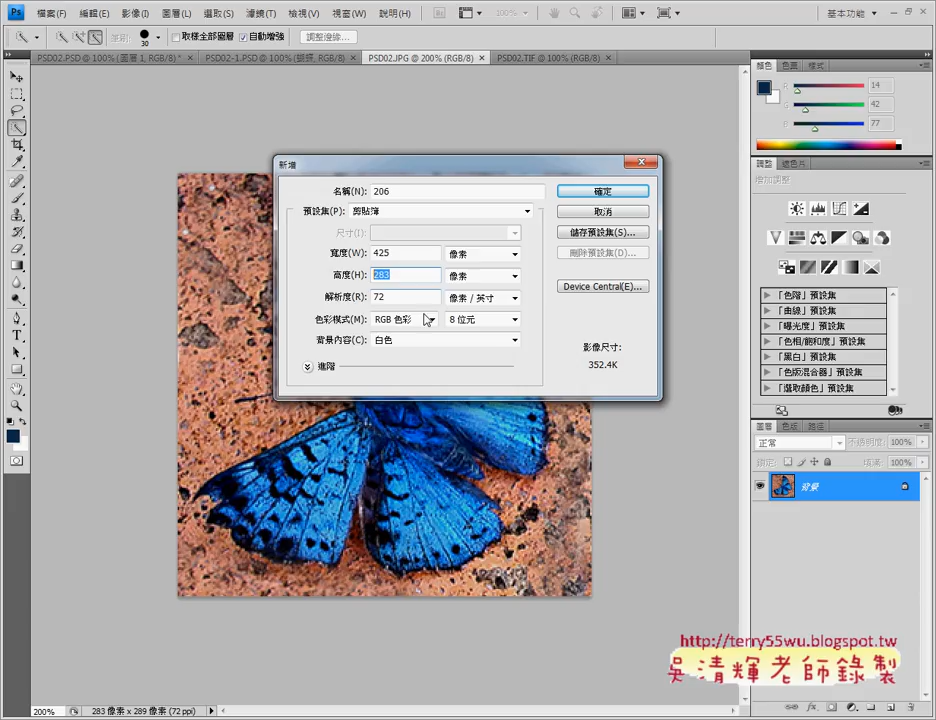 Ps 檔案(F) 編輯(E) 影像(I) 圖層(L) 選取(S) 濾鏡(T) 檢視(V) 視窗(W) 說明(H) 100% 基本功能
筆刷: 30 取樣全部圖層 自動增強 調整邊緣...
PSD02.PSD @ 100% (圖層 1, RGB/8) * PSD02-1.PSD @ 100% (蝴蝶, RGB/8) PSD02.JPG @ 200% (RGB/8) PSD02.TIF @ 100% (RGB/8)
顏色 色票 樣式
R 14
G 42
B 77
調整 遮色片
增加調整
「色階」預設集
「曲線」預設集
「曝光度」預設集
「色相/飽和度」預設集
「黑白」預設集
「色版混合器」預設集
「選取顏色」預設集
圖層 色版 路徑
正常 不透明度: 100%
鎖定: 填滿: 100%
背景
新增
名稱(N): 206 確定
預設集(P): 剪貼簿 取消
尺寸(I): 儲存預設集(S)...
寬度(W): 425 像素 刪除預設集(D)...
高度(H): 283 像素
解析度(R): 72 像素 / 英寸 Device Central(E)...
色彩模式(M): RGB 色彩 8 位元
背景內容(C): 白色 影像尺寸:
進階 352.4K
http://terry55wu.blogspot.tw
吳清輝老師錄製
200% 283 像素 x 289 像素 (72 ppi)